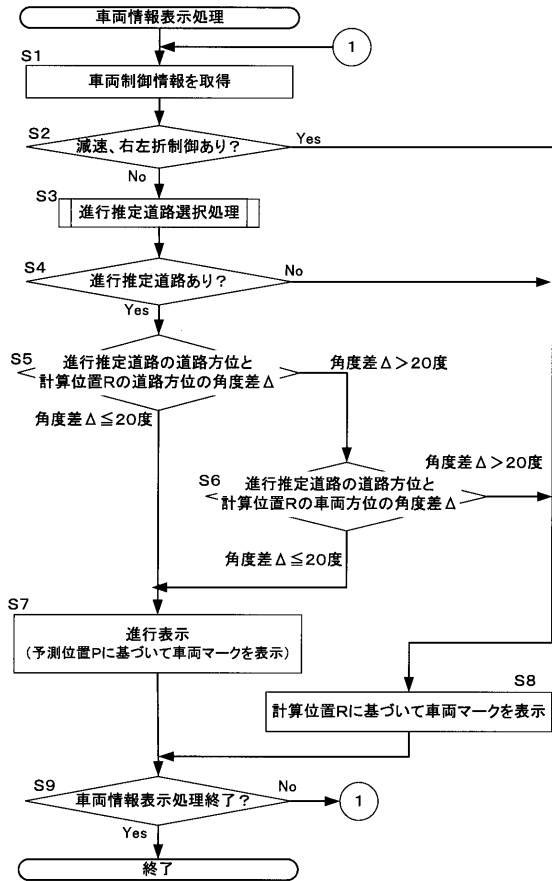 車両情報表示処理
1
S1
車両制御情報を取得
S2
減速、右左折制御あり?
Yes
No
S3
進行推定道路選択処理
S4
進行推定道路あり?
No
Yes
S5
進行推定道路の道路方位と
計算位置Rの道路方位の角度差Δ
角度差Δ>20度
角度差Δ≦20度
S6
進行推定道路の道路方位と
計算位置Rの車両方位の角度差Δ
角度差Δ>20度
角度差Δ≦20度
S7
進行表示
(予測位置Pに基づいて車両マークを表示)
S8
計算位置Rに基づいて車両マークを表示
S9
車両情報表示処理終了?
No
1
Yes
終了